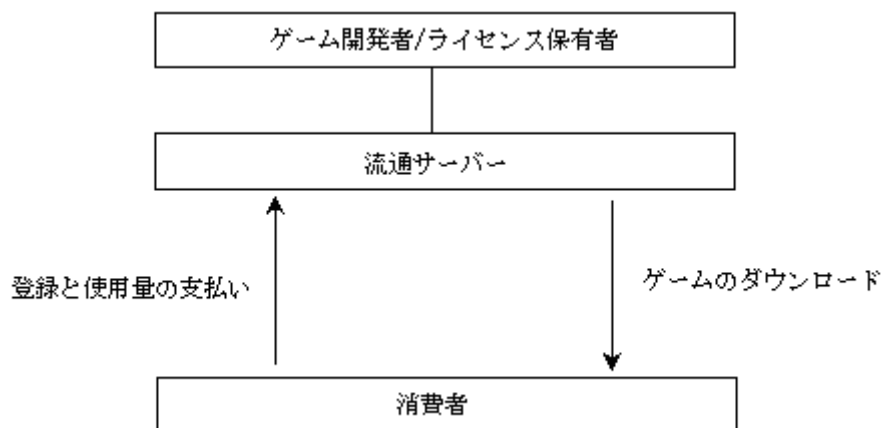 ゲーム開発者/ライセンス保有者
流通サーバー
登録と使用量の支払い
ゲームのダウンロード
消費者